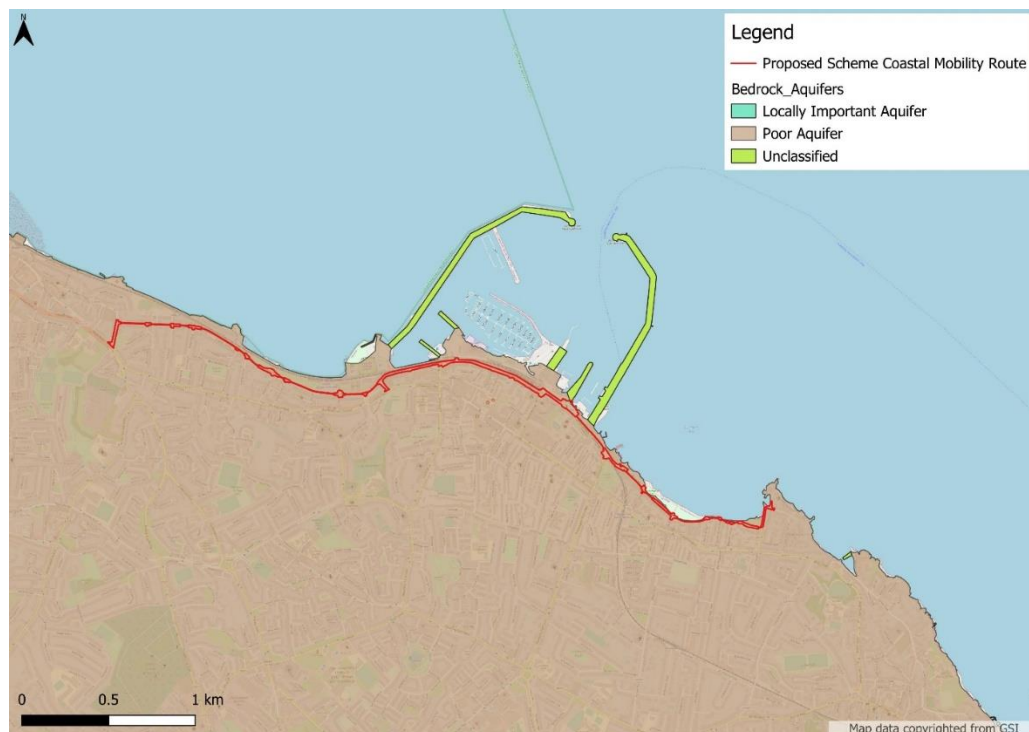 N
Legend
Proposed Scheme Coastal Mobility Route
Bedrock_Aquifers
Locally Important Aquifer
Poor Aquifer
Unclassified
0 0.5 1 km
Map data copyrighted from GSI